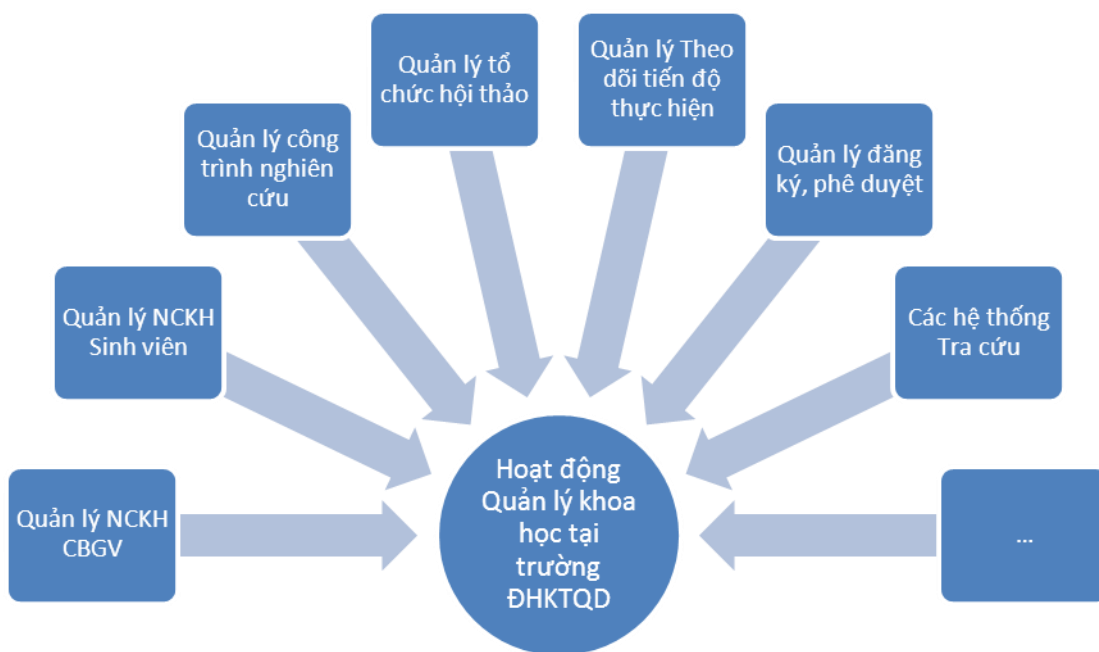 Quản lý tổ
chức hội thảo
Quản lý Theo
dõi tiến độ
thực hiện
Quản lý công
trình nghiên
cứu
Quản lý đăng
ký, phê duyệt
Quản lý NCKH
Sinh viên
Các hệ thống
Tra cứu
Quản lý NCKH
CBGV
Hoạt động
Quản lý khoa
học tại
trường
ĐHKTQD
...